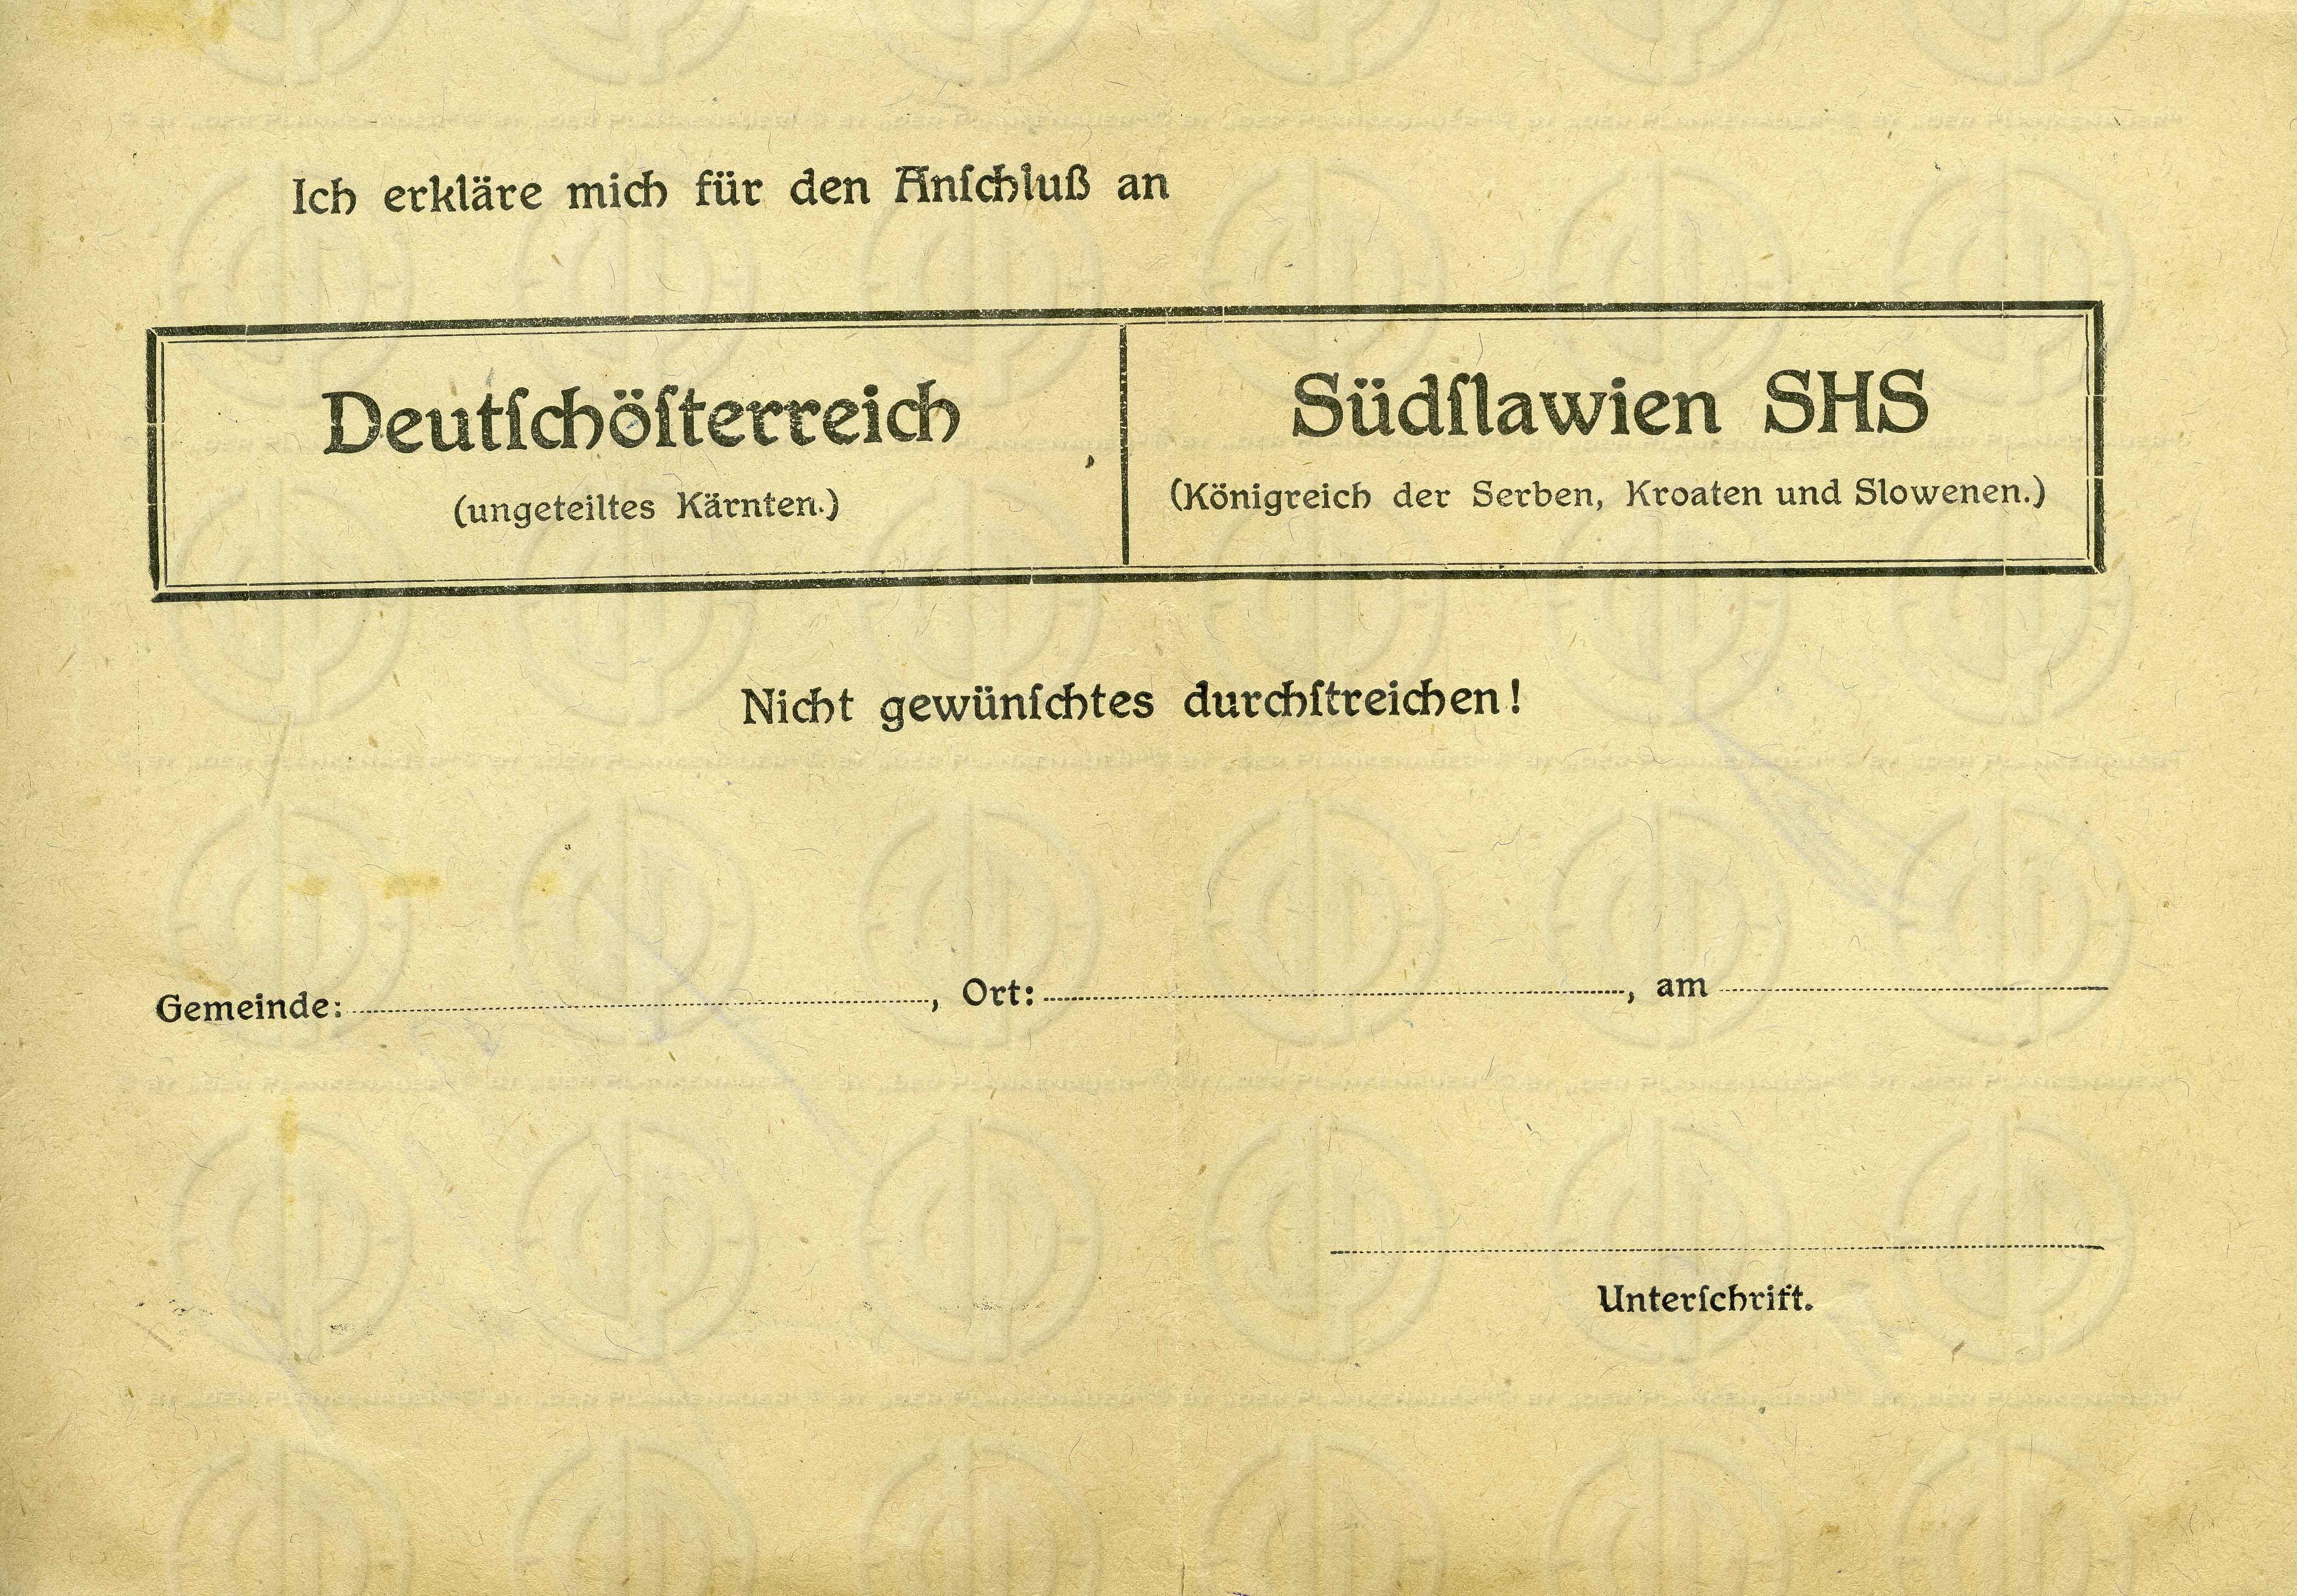 Ich erkläre mich für den Anſchluß an
Deutſchöſterreich
(ungeteiltes Kärnten.)
Südſlawien SHS
(Königreich der Serben, Kroaten und Slowenen.)
Nicht gewünſchtes durchſtreichen!
Gemeinde: , Ort: , am
Unterſchrift.